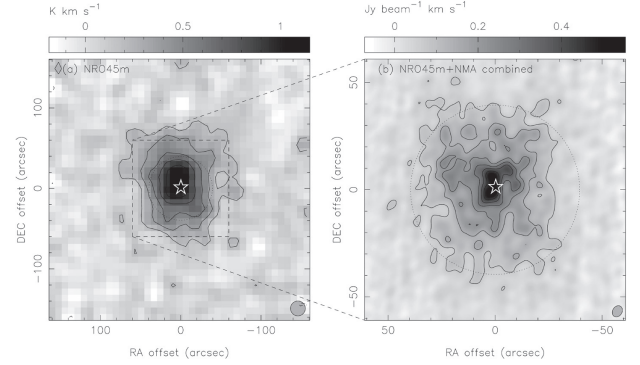 K km s⁻¹
0 0.5 1
(a) NRO45m
DEC offset (arcsec)
100
0
−100
100 0 −100
RA offset (arcsec)
Jy beam⁻¹ km s⁻¹
0 0.2 0.4
(b) NRO45m+NMA combined
DEC offset (arcsec)
50
0
−50
50 0 −50
RA offset (arcsec)